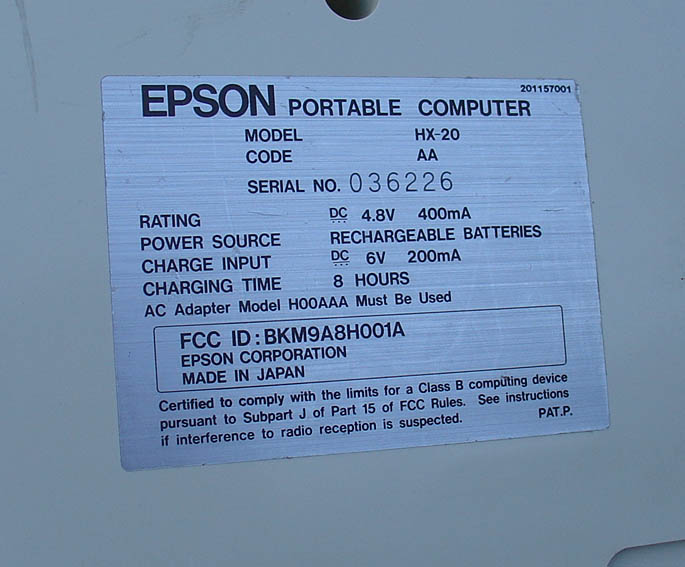 201157001
EPSON PORTABLE COMPUTER
MODEL HX-20
CODE AA
SERIAL NO. 036226
RATING DC 4.8V 400mA
POWER SOURCE RECHARGEABLE BATTERIES
CHARGE INPUT DC 6V 200mA
CHARGING TIME 8 HOURS
AC Adapter Model H00AAA Must Be Used
FCC ID : BKM9A8H001A
EPSON CORPORATION
MADE IN JAPAN
Certified to comply with the limits for a Class B computing device
pursuant to Subpart J of Part 15 of FCC Rules. See instructions
if interference to radio reception is suspected. PAT.P.